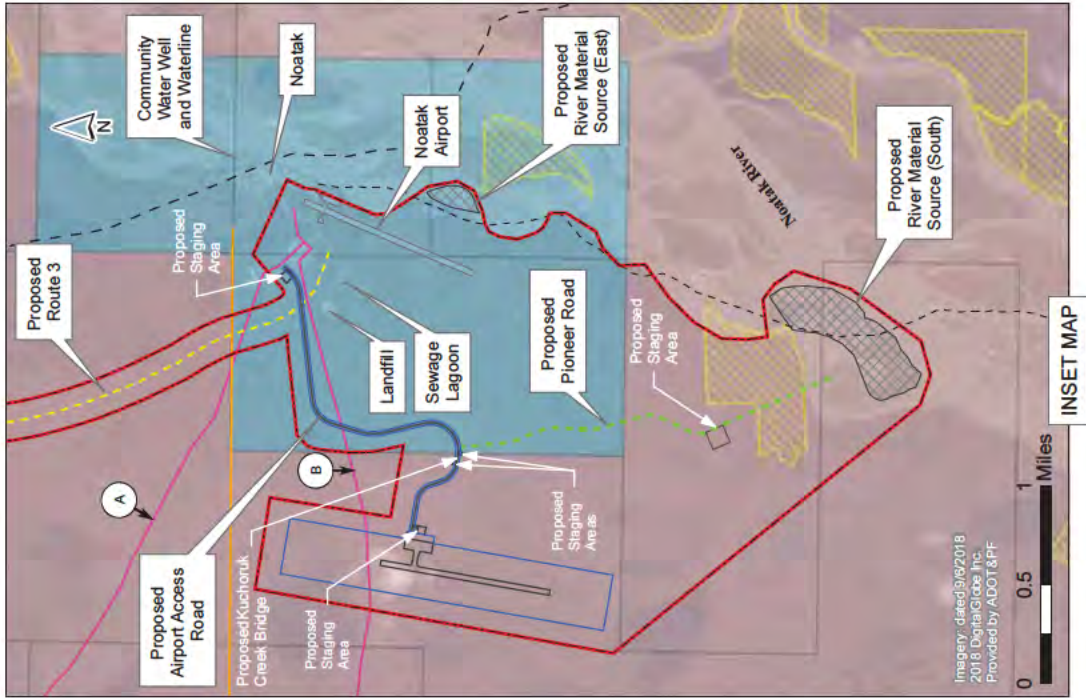 N
Community
Water Well
and Waterline
Noatak
Proposed
Route 3
Proposed
Staging
Area
Noatak
Airport
Proposed
River Material
Source (East)
Landfill
Sewage
Lagoon
A
B
Proposed
Airport Access
Road
Proposed Kuchoruk
Creek Bridge
Proposed
Staging
Area
Proposed
Staging
Areas
Proposed
Pioneer Road
Proposed
Staging
Area
Noatak River
Proposed
River Material
Source (South)
Imagery: dated 9/6/2018
2018 DigitalGlobe Inc.
Provided by ADOT&PF
0 0.5 1
Miles
INSET MAP